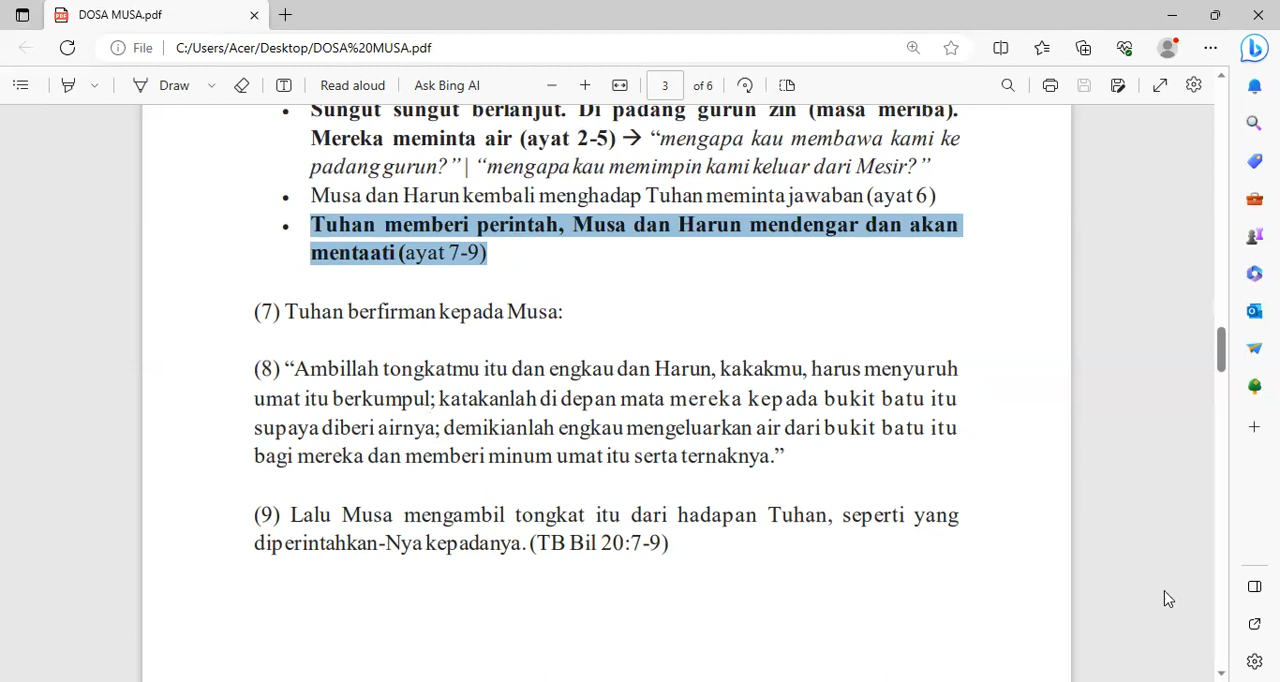 DOSA MUSA.pdf
File C:/Users/Acer/Desktop/DOSA%20MUSA.pdf
Draw Read aloud Ask Bing AI 3 of 6
• Sungut sungut berlanjut. Di padang gurun zin (masa meriba).
Mereka meminta air (ayat 2-5) → “mengapa kau membawa kami ke
padang gurun?” | “mengapa kau memimpin kami keluar dari Mesir?”
• Musa dan Harun kembali menghadap Tuhan meminta jawaban (ayat 6)
• Tuhan memberi perintah, Musa dan Harun mendengar dan akan
mentaati (ayat 7-9)
(7) Tuhan berfirman kepada Musa:
(8) “Ambillah tongkatmu itu dan engkau dan Harun, kakakmu, harus menyuruh
umat itu berkumpul; katakanlah di depan mata mereka kepada bukit batu itu
supaya diberi airnya; demikianlah engkau mengeluarkan air dari bukit batu itu
bagi mereka dan memberi minum umat itu serta ternaknya.”
(9) Lalu Musa mengambil tongkat itu dari hadapan Tuhan, seperti yang
diperintahkan-Nya kepadanya. (TB Bil 20:7-9)